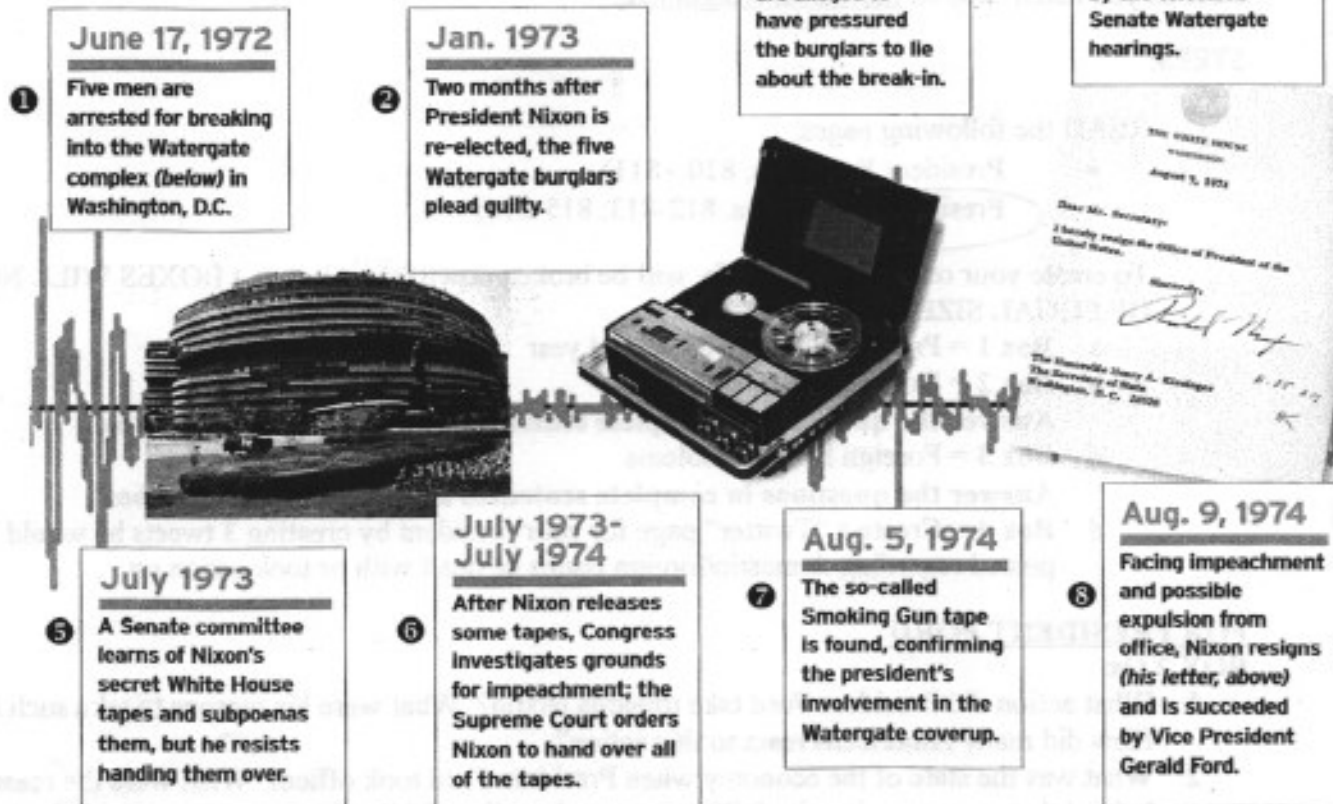 June 17, 1972
❶
Five men are
arrested for breaking
into the Watergate
complex (below) in
Washington, D.C.
Jan. 1973
❷
Two months after
President Nixon is
re-elected, the five
Watergate burglars
plead guilty.
have pressured
the burglars to lie
about the break-in.
Senate Watergate
hearings.
THE WHITE HOUSE
August 9, 1974
Dear Mr. Secretary:
I hereby resign the Office of President of the
United States.
Sincerely,
The Honorable Henry A. Kissinger
The Secretary of State
Washington, D.C. 20520
July 1973
❺
A Senate committee
learns of Nixon's
secret White House
tapes and subpoenas
them, but he resists
handing them over.
July 1973-
July 1974
❻
After Nixon releases
some tapes, Congress
investigates grounds
for impeachment; the
Supreme Court orders
Nixon to hand over all
of the tapes.
Aug. 5, 1974
❼
The so-called
Smoking Gun tape
is found, confirming
the president's
involvement in the
Watergate coverup.
Aug. 9, 1974
❽
Facing impeachment
and possible
expulsion from
office, Nixon resigns
(his letter, above)
and is succeeded
by Vice President
Gerald Ford.